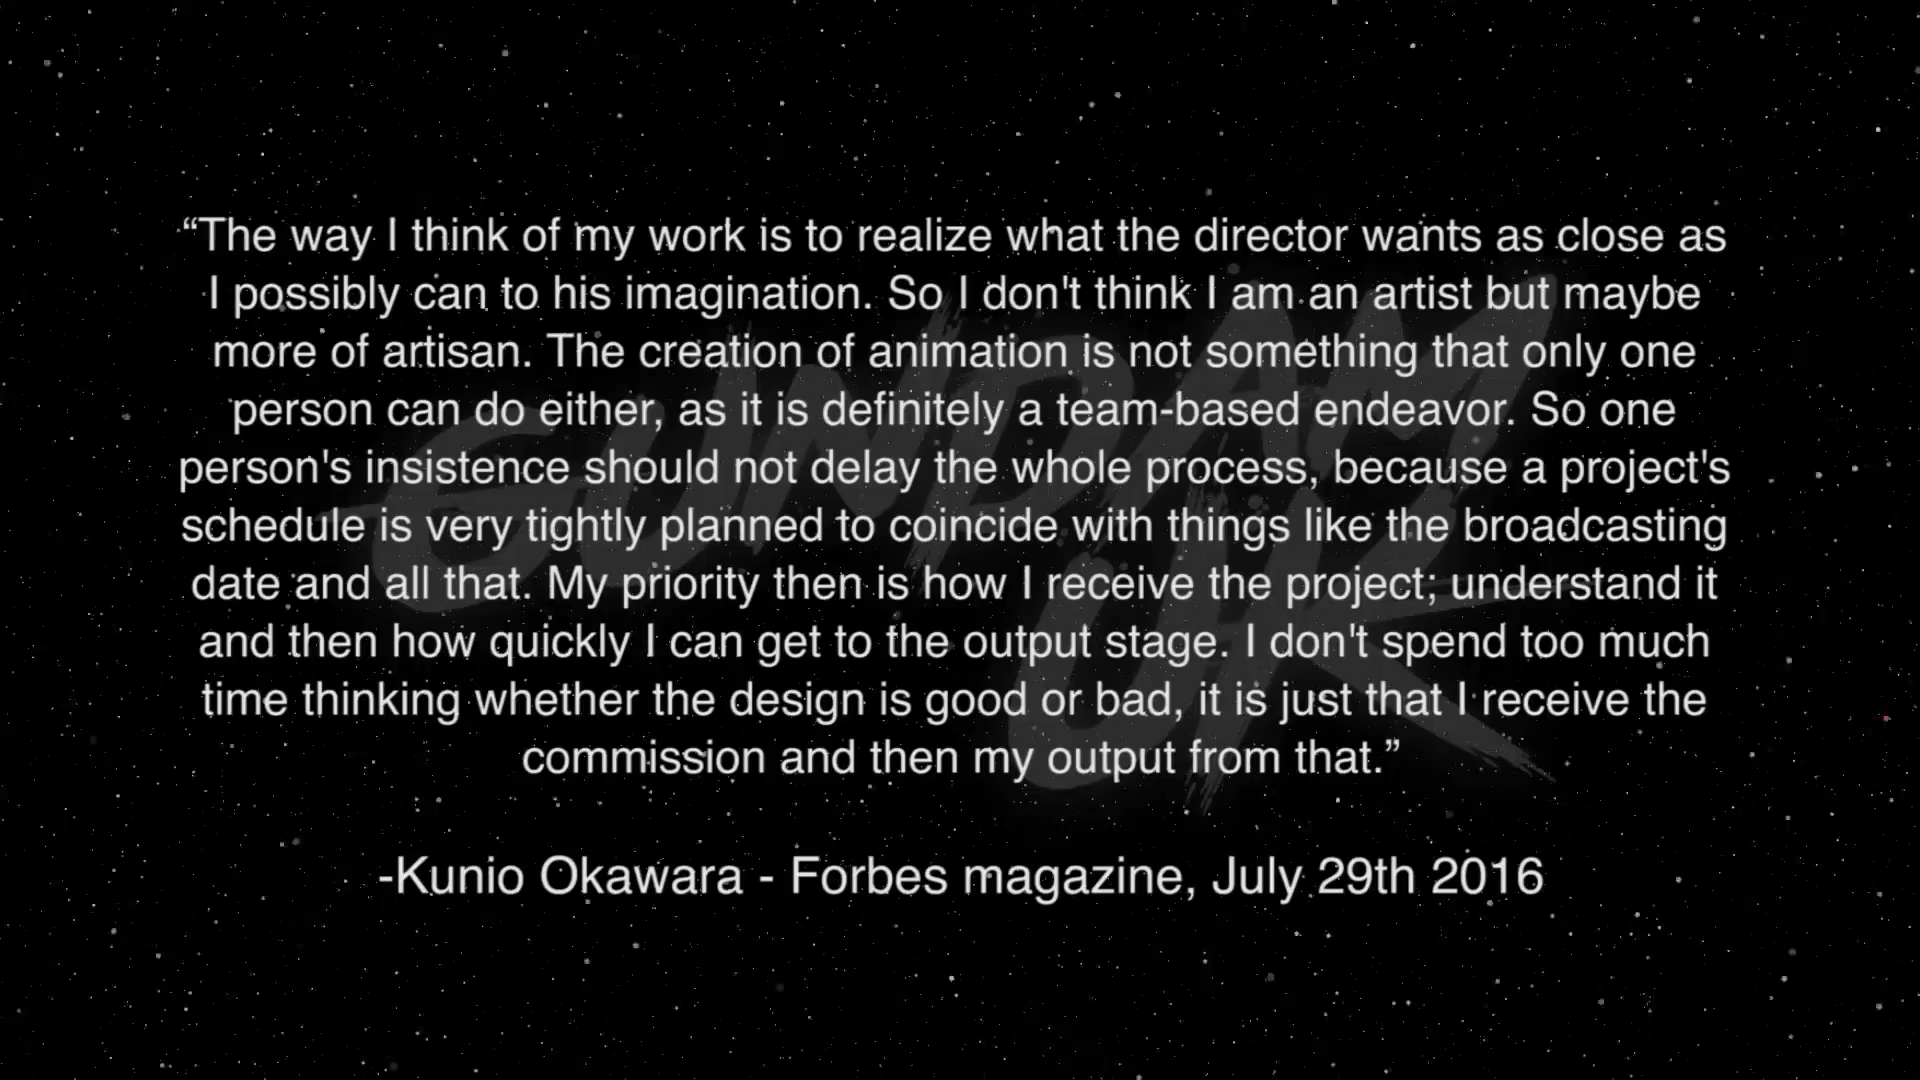 “The way I think of my work is to realize what the director wants as close as
I possibly can to his imagination. So I don't think I am an artist but maybe
more of artisan. The creation of animation is not something that only one
person can do either, as it is definitely a team-based endeavor. So one
person's insistence should not delay the whole process, because a project's
schedule is very tightly planned to coincide with things like the broadcasting
date and all that. My priority then is how I receive the project; understand it
and then how quickly I can get to the output stage. I don't spend too much
time thinking whether the design is good or bad, it is just that I receive the
commission and then my output from that.”
-Kunio Okawara - Forbes magazine, July 29th 2016
GUNDAM
UK